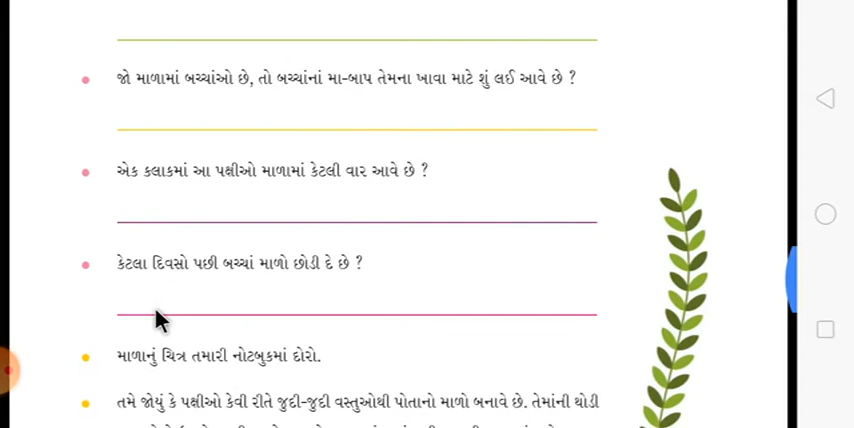 જો માળામાં બચ્ચાંઓ છે, તો બચ્ચાંનાં મા-બાપ તેમના ખાવા માટે શું લઈ આવે છે ?
એક કલાકમાં આ પક્ષીઓ માળામાં કેટલી વાર આવે છે ?
કેટલા દિવસો પછી બચ્ચાં માળો છોડી દે છે ?
માળાનું ચિત્ર તમારી નોટબુકમાં દોરો.
તમે જોયું કે પક્ષીઓ કેવી રીતે જુદી-જુદી વસ્તુઓથી પોતાનો માળો બનાવે છે. તેમાંની થોડી